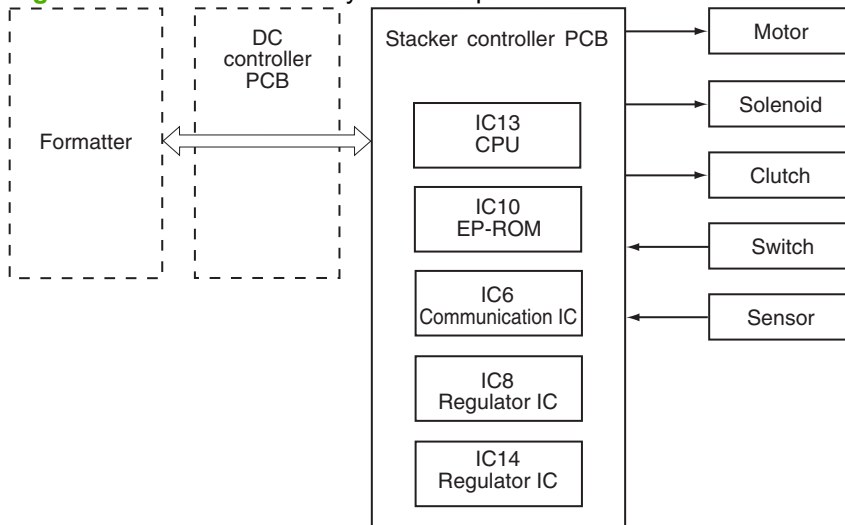 DC
controller
PCB
Formatter
Stacker controller PCB
IC13
CPU
IC10
EP-ROM
IC6
Communication IC
IC8
Regulator IC
IC14
Regulator IC
Motor
Solenoid
Clutch
Switch
Sensor